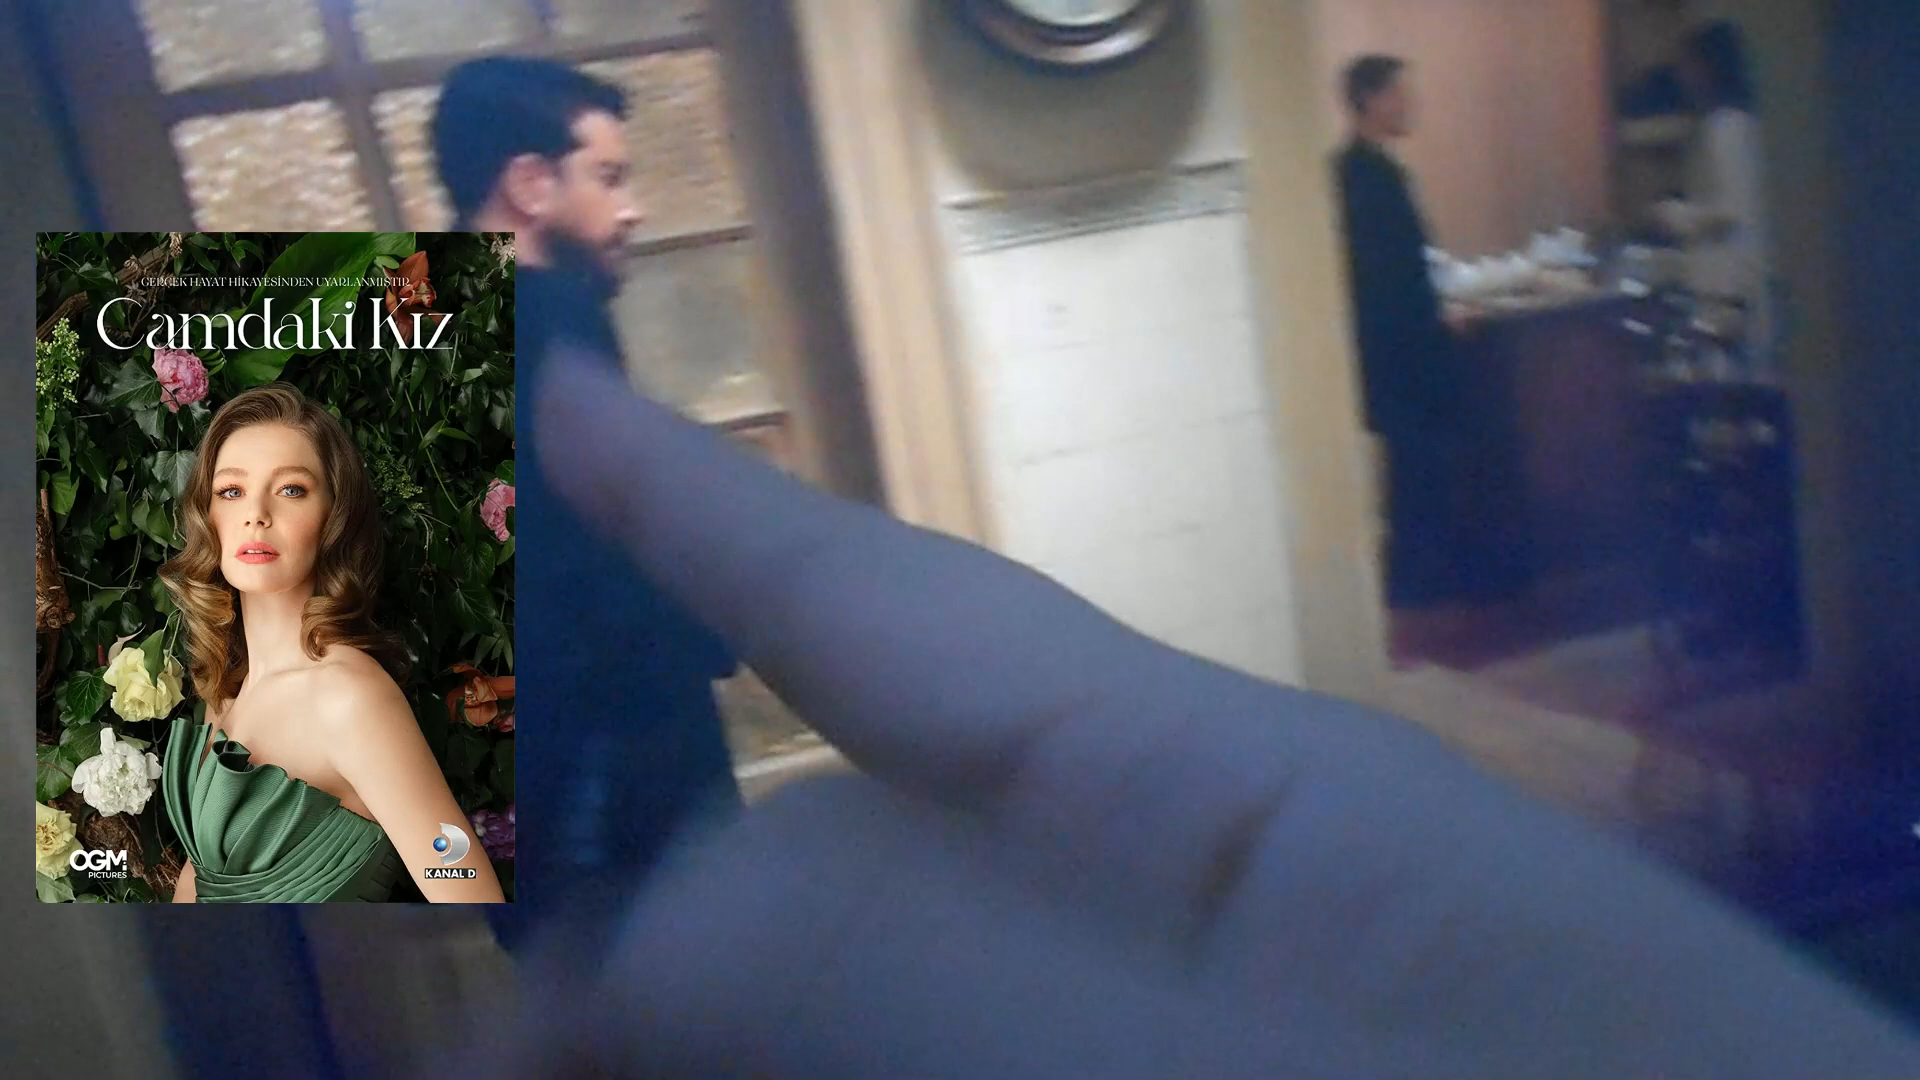 GERÇEK HAYAT HİKAYESİNDEN UYARLANMIŞTIR.
Camdaki Kız
OGM
PICTURES
KANAL D